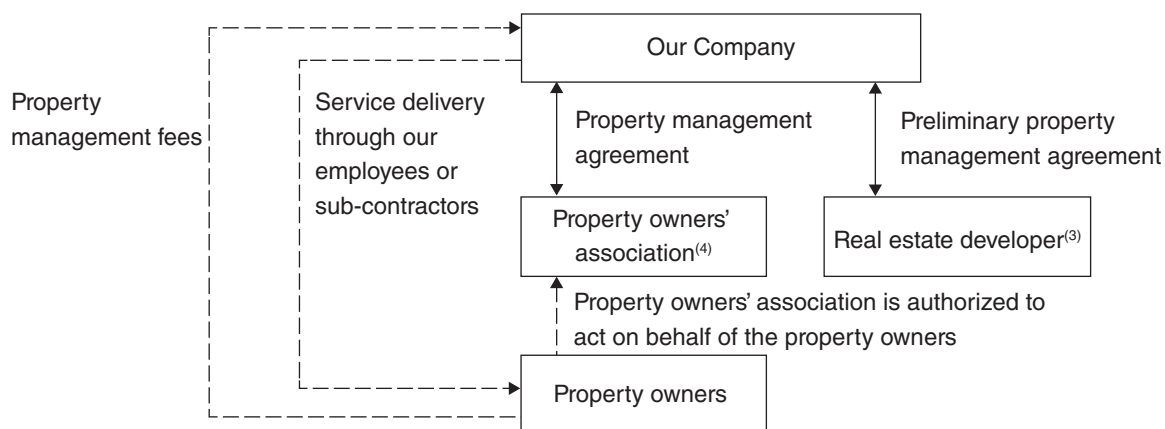 Our Company
Property
management fees
Service delivery
through our
employees or
sub-contractors
Property management
agreement
Preliminary property
management agreement
Property owners’
association(4)
Real estate developer(3)
Property owners’ association is authorized to
act on behalf of the property owners
Property owners